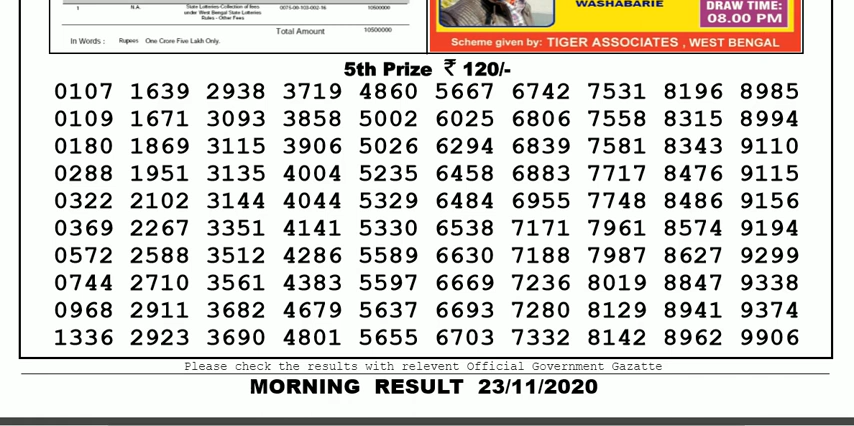 1 N.A. State Lotteries-Collection of fees 0075-00-103-002-16 10500000
under West Bengal State Lotteries
Rules - Other Fees
Total Amount 10500000
In Words : Rupees One Crore Five Lakh Only.
WASHABARIE
DRAW TIME:
08.00 PM
Scheme given by: TIGER ASSOCIATES , WEST BENGAL
5th Prize ₹ 120/-
0107 1639 2938 3719 4860 5667 6742 7531 8196 8985
0109 1671 3093 3858 5002 6025 6806 7558 8315 8994
0180 1869 3115 3906 5026 6294 6839 7581 8343 9110
0288 1951 3135 4004 5235 6458 6883 7717 8476 9115
0322 2102 3144 4044 5329 6484 6955 7748 8486 9156
0369 2267 3351 4141 5330 6538 7171 7961 8574 9194
0572 2588 3512 4286 5589 6630 7188 7987 8627 9299
0744 2710 3561 4383 5597 6669 7236 8019 8847 9338
0968 2911 3682 4679 5637 6693 7280 8129 8941 9374
1336 2923 3690 4801 5655 6703 7332 8142 8962 9906
Please check the results with relevent Official Government Gazatte
MORNING RESULT 23/11/2020